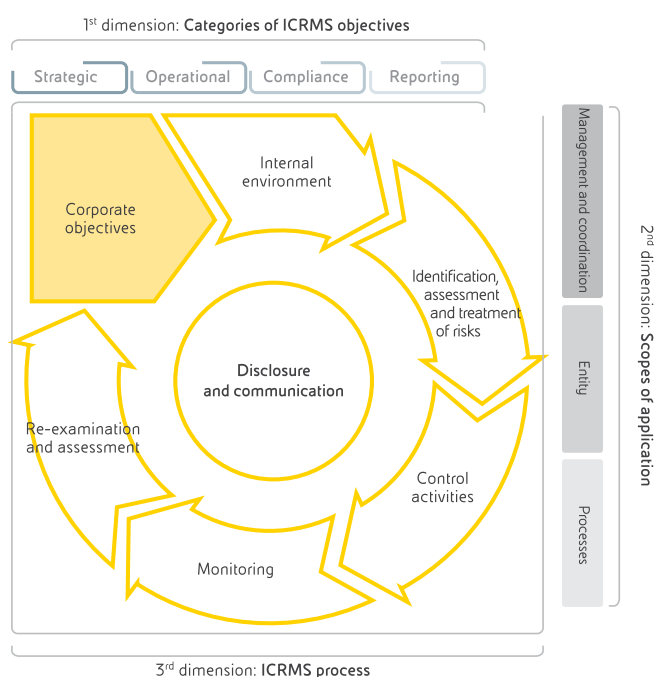 1st dimension: Categories of ICRMS objectives
Strategic
Operational
Compliance
Reporting
Management and coordination
Entity
Processes
2nd dimension: Scopes of application
Internal
environment
Corporate
objectives
Identification,
assessment
and treatment
of risks
Disclosure
and communication
Re-examination
and assessment
Control
activities
Monitoring
3rd dimension: ICRMS process